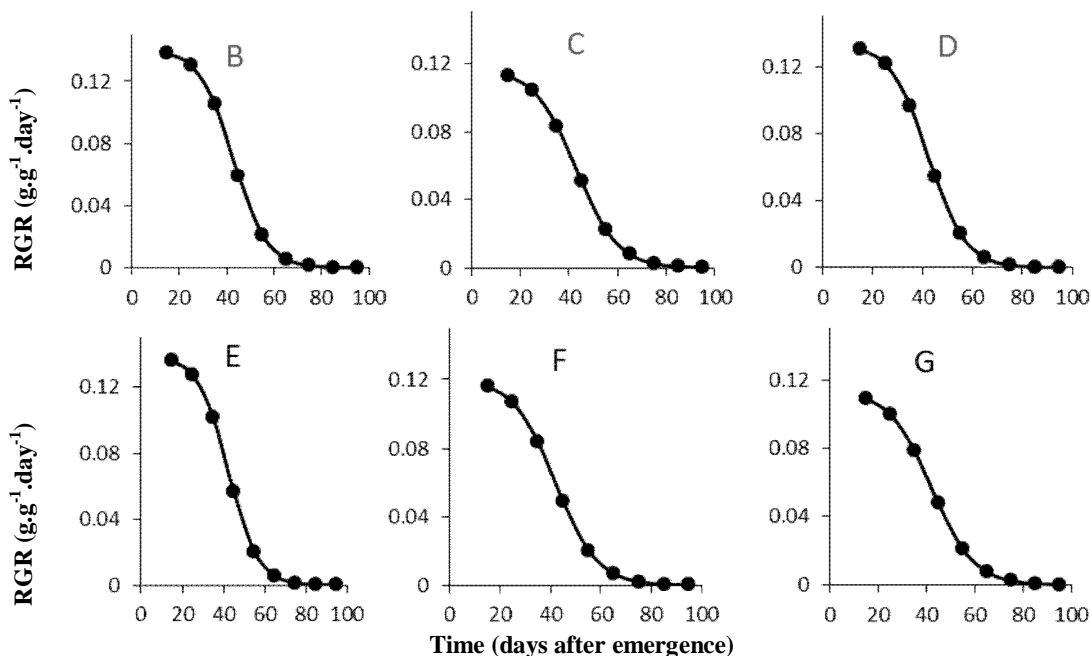 B
C
D
0.12 0.12 0.12
0.08 0.08 0.08
0.04 0.04 0.04
0 0 0
0 20 40 60 80 100 0 20 40 60 80 100 0 20 40 60 80 100
RGR (g.g-1.day-1)
E
F
G
0.12 0.12 0.12
0.08 0.08 0.08
0.04 0.04 0.04
0 0 0
0 20 40 60 80 100 0 20 40 60 80 100 0 20 40 60 80 100
RGR (g.g-1.day-1)
Time (days after emergence)